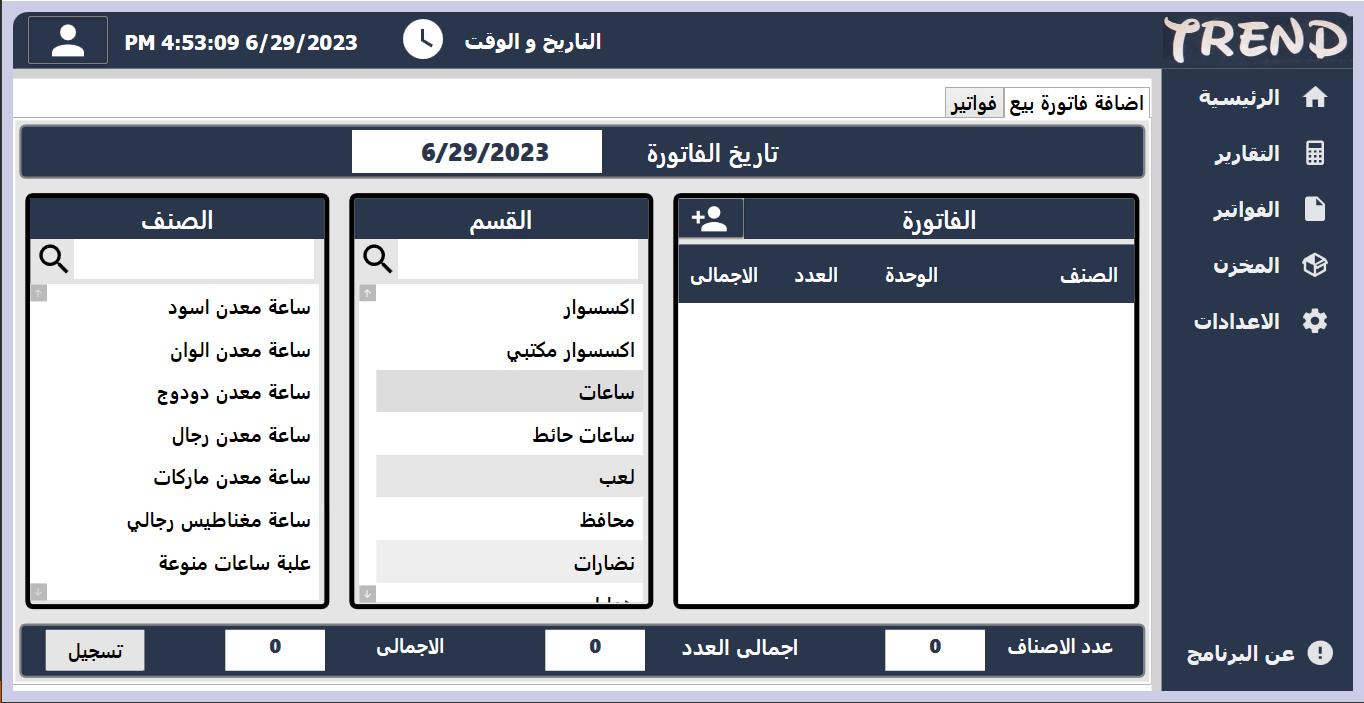 TREND
التاريخ و الوقت
PM 4:53:09 6/29/2023
الرئيسية
التقارير
الفواتير
المخزن
الاعدادات
عن البرنامج
اضافة فاتورة بيع
فواتير
تاريخ الفاتورة
6/29/2023
الفاتورة
الصنف الوحدة العدد الاجمالى
القسم
اكسسوار
اكسسوار مكتبي
ساعات
ساعات حائط
لعب
محافظ
نضارات
الصنف
ساعة معدن اسود
ساعة معدن الوان
ساعة معدن دودوج
ساعة معدن رجال
ساعة معدن ماركات
ساعة مغناطيس رجالي
علبة ساعات منوعة
عدد الاصناف 0 اجمالى العدد 0 الاجمالى 0 تسجيل